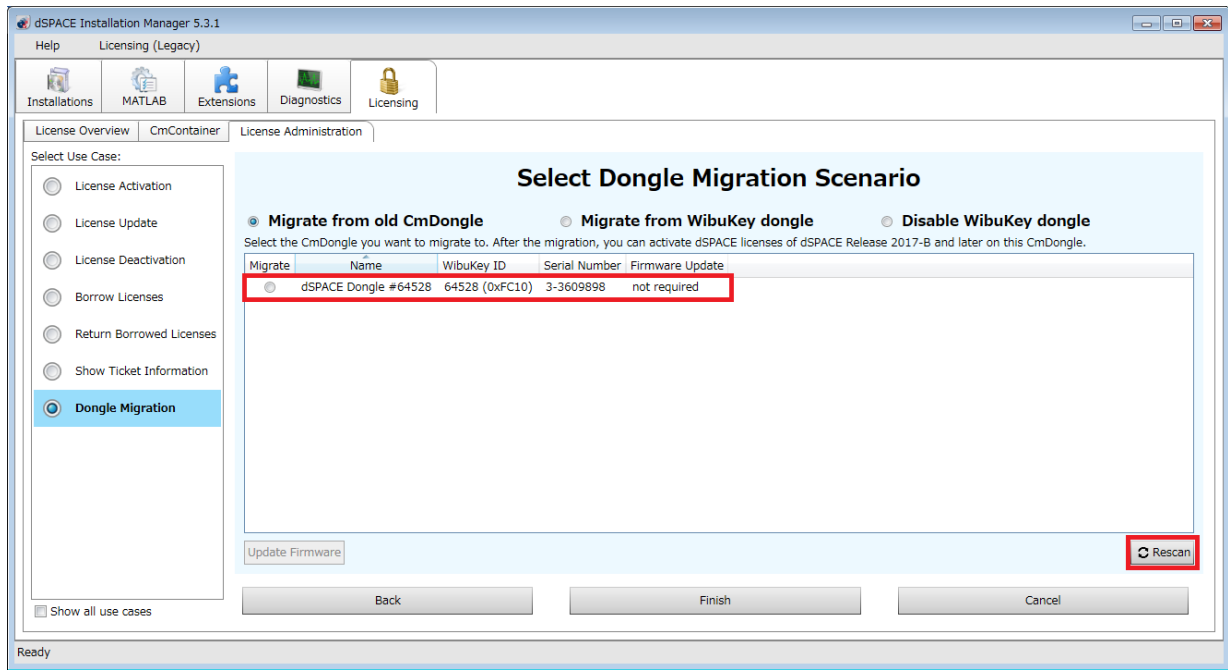 dSPACE Installation Manager 5.3.1
Help Licensing (Legacy)
Installations MATLAB Extensions Diagnostics Licensing
License Overview CmContainer License Administration
Select Use Case:
License Activation
License Update
License Deactivation
Borrow Licenses
Return Borrowed Licenses
Show Ticket Information
Dongle Migration
Show all use cases
Select Dongle Migration Scenario
Migrate from old CmDongle Migrate from WibuKey dongle Disable WibuKey dongle
Select the CmDongle you want to migrate to. After the migration, you can activate dSPACE licenses of dSPACE Release 2017-B and later on this CmDongle.
Migrate Name WibuKey ID Serial Number Firmware Update
dSPACE Dongle #64528 64528 (0xFC10) 3-3609898 not required
Update Firmware Rescan
Back Finish Cancel
Ready